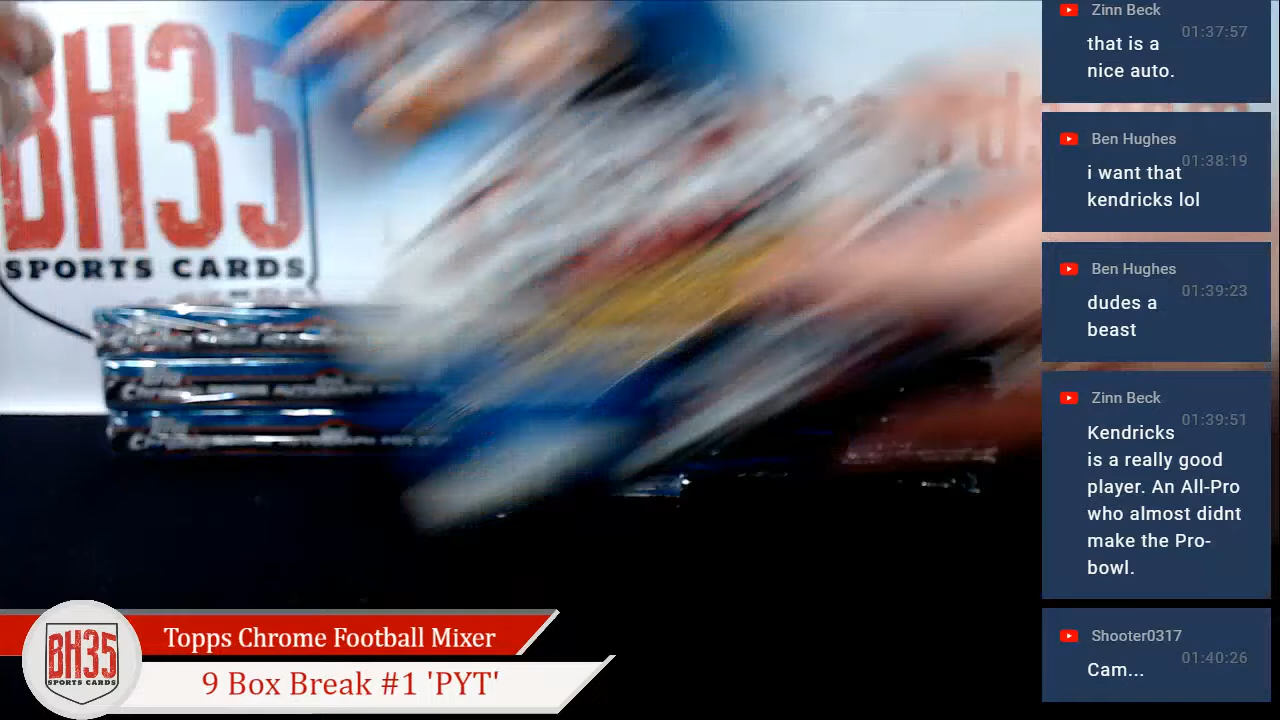 BH35
SPORTS CARDS
Zinn Beck
01:37:57
that is a
nice auto.
Ben Hughes
01:38:19
i want that
kendricks lol
Ben Hughes
01:39:23
dudes a
beast
Zinn Beck
01:39:51
Kendricks
is a really good
player. An All-Pro
who almost didnt
make the Pro-
bowl.
Shooter0317
01:40:26
Cam...
BH35
SPORTS CARDS
Topps Chrome Football Mixer
9 Box Break #1 'PYT'